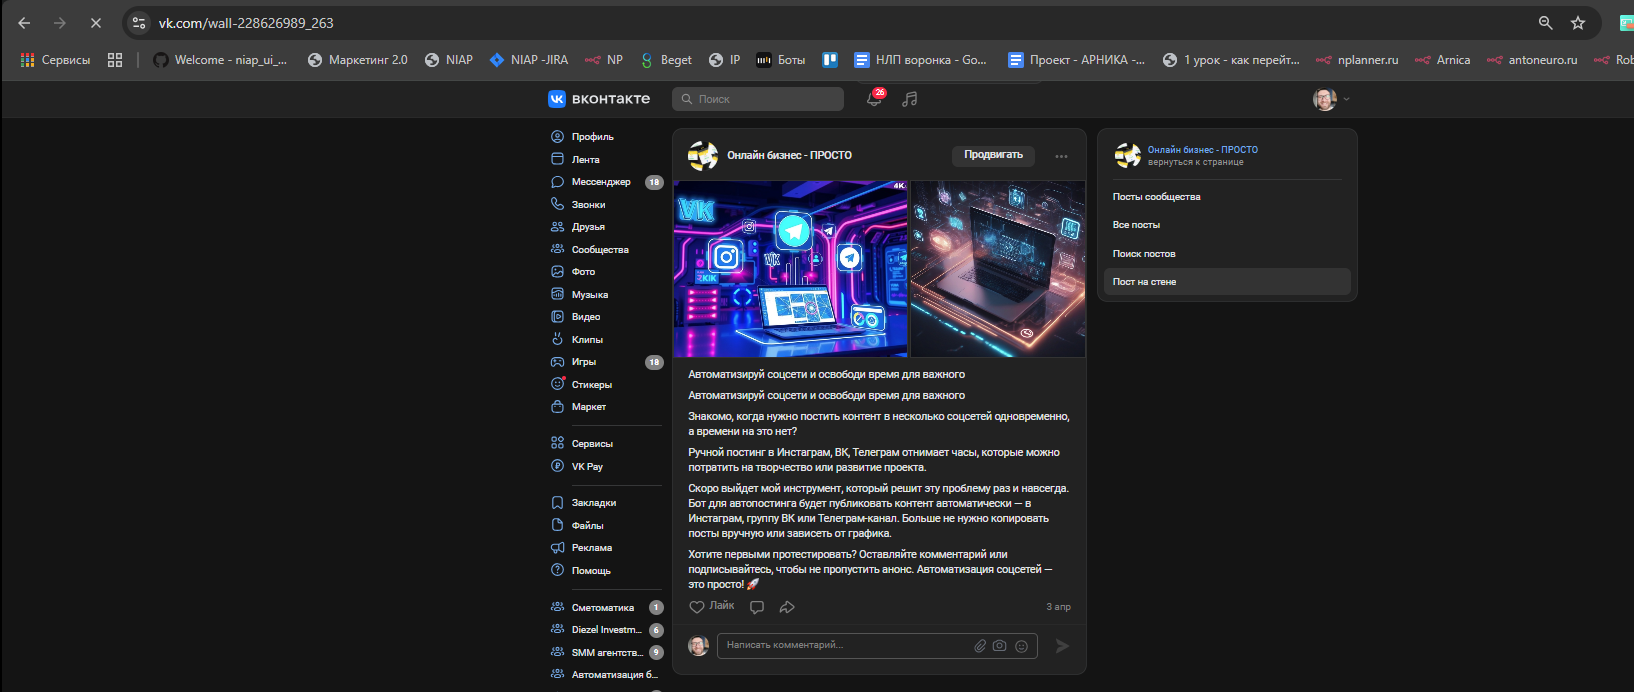 vk.com/wall-228626989_263
Сервисы
Welcome - niap_ui_...
Маркетинг 2.0
NIAP
NIAP -JIRA
NP
Beget
IP
Боты
НЛП воронка - Go...
Проект - АРНИКА -...
1 урок - как перейт...
nplanner.ru
Arnica
antoneuro.ru
Rob
ВКОНТАКТЕ
Поиск
26
Профиль
Лента
Мессенджер 18
Звонки
Друзья
Сообщества
Фото
Музыка
Видео
Клипы
Игры 18
Стикеры
Маркет
Сервисы
VK Pay
Закладки
Файлы
Реклама
Помощь
Сметоматика 1
Diezel Investm... 6
SMM агентств... 9
Автоматизация б...
Онлайн бизнес - ПРОСТО
Продвигать
4K
VK
VK
Автоматизируй соцсети и освободи время для важного
Автоматизируй соцсети и освободи время для важного
Знакомо, когда нужно постить контент в несколько соцсетей одновременно,
а времени на это нет?
Ручной постинг в Инстаграм, ВК, Телеграм отнимает часы, которые можно
потратить на творчество или развитие проекта.
Скоро выйдет мой инструмент, который решит эту проблему раз и навсегда.
Бот для автопостинга будет публиковать контент автоматически — в
Инстаграм, группу ВК или Телеграм-канал. Больше не нужно копировать
посты вручную или зависеть от графика.
Хотите первыми протестировать? Оставляйте комментарий или
подписывайтесь, чтобы не пропустить анонс. Автоматизация соцсетей —
это просто! 🚀
Лайк
3 апр
Написать комментарий...
Онлайн бизнес - ПРОСТО
вернуться к странице
Посты сообщества
Все посты
Поиск постов
Пост на стене